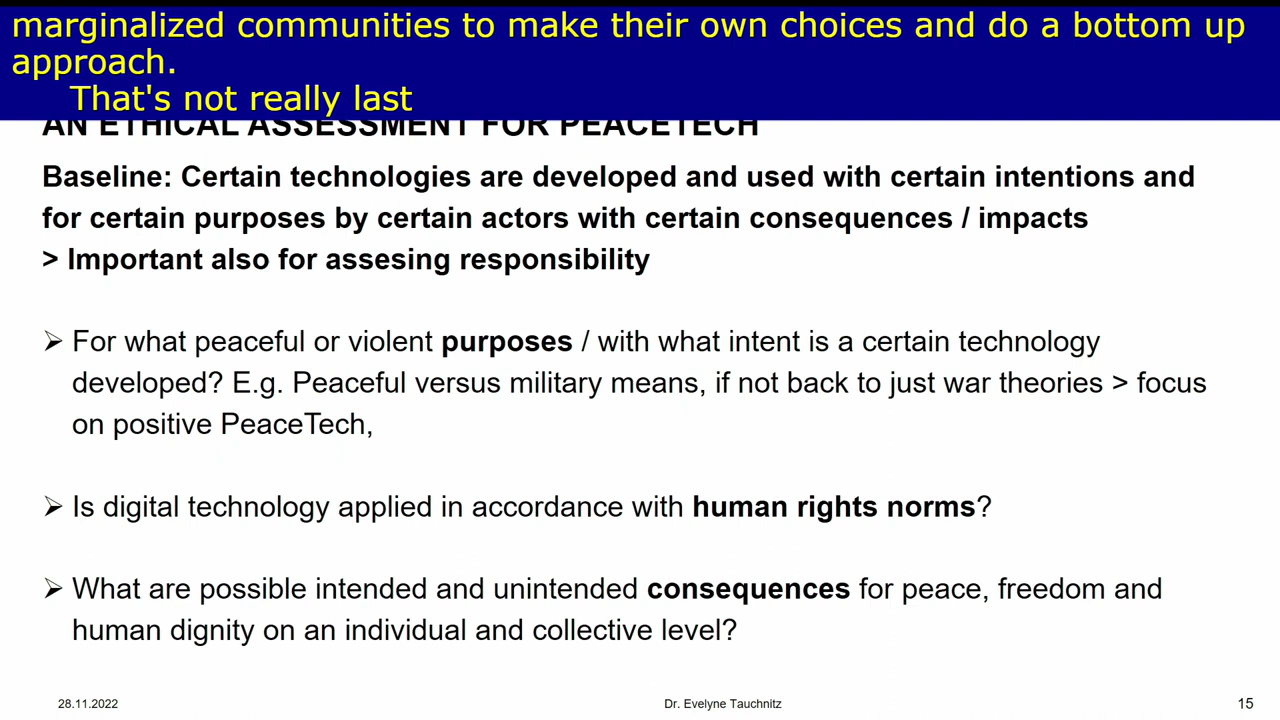 marginalized communities to make their own choices and do a bottom up
approach.
That's not really last
AN ETHICAL ASSESSMENT FOR PEACETECH
Baseline: Certain technologies are developed and used with certain intentions and
for certain purposes by certain actors with certain consequences / impacts
> Important also for assesing responsibility
➢ For what peaceful or violent purposes / with what intent is a certain technology
developed? E.g. Peaceful versus military means, if not back to just war theories > focus
on positive PeaceTech,
➢ Is digital technology applied in accordance with human rights norms?
➢ What are possible intended and unintended consequences for peace, freedom and
human dignity on an individual and collective level?
28.11.2022
Dr. Evelyne Tauchnitz
15